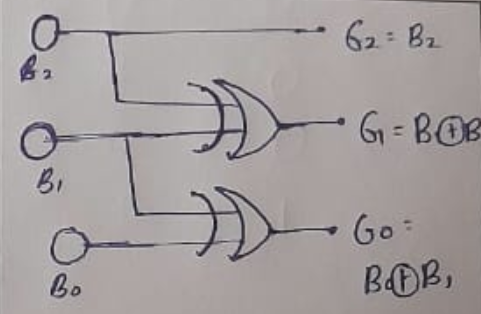 B₂
G₂ = B₂
B₁
G₁ = B⊕B
B₀
G₀ =
B₀⊕B₁